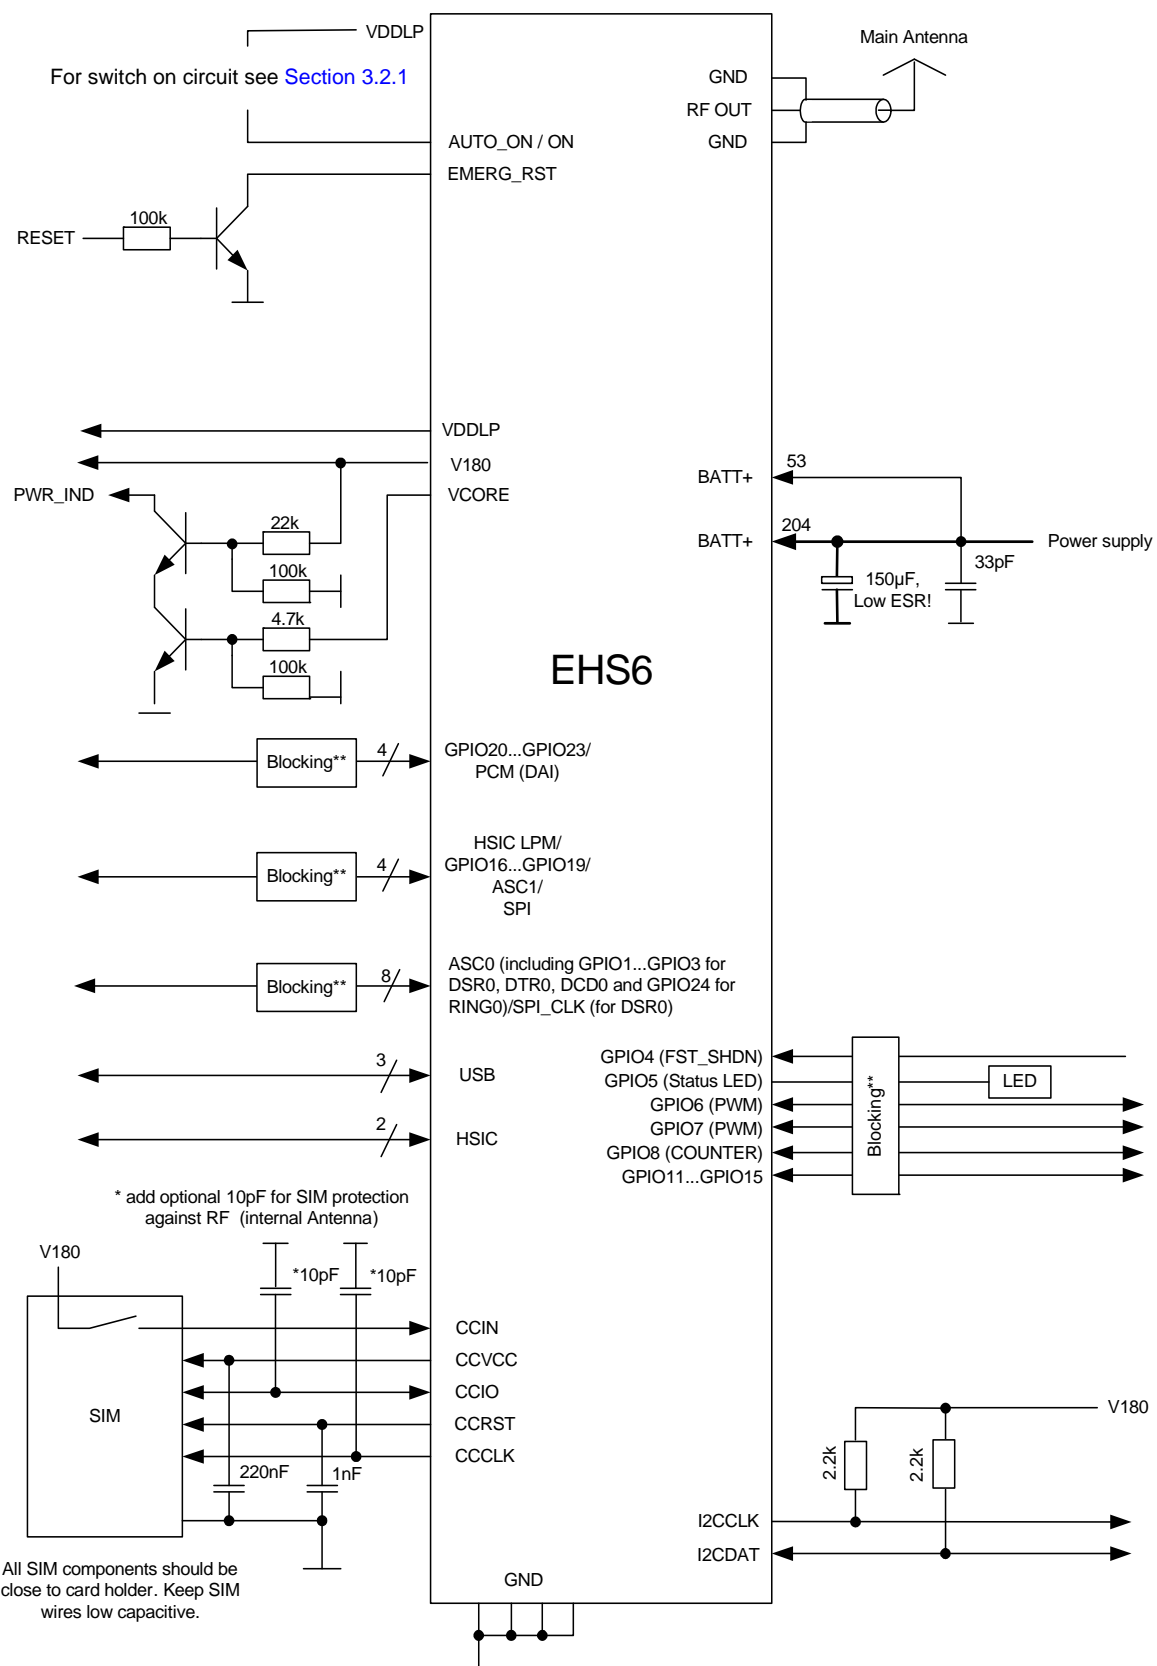 VDDLP
Main Antenna
For switch on circuit see Section 3.2.1
GND
RF OUT
GND
AUTO_ON / ON
EMERG_RST
100k
RESET
VDDLP
V180
VCORE
PWR_IND
22k
100k
4.7k
100k
BATT+
53
BATT+
204
Power supply
150µF,
Low ESR!
33pF
EHS6
Blocking**
4
GPIO20...GPIO23/
PCM (DAI)
Blocking**
4
HSIC LPM/
GPIO16...GPIO19/
ASC1/
SPI
Blocking**
8
ASC0 (including GPIO1...GPIO3 for
DSR0, DTR0, DCD0 and GPIO24 for
RING0)/SPI_CLK (for DSR0)
3
USB
2
HSIC
GPIO4 (FST_SHDN)
GPIO5 (Status LED)
GPIO6 (PWM)
GPIO7 (PWM)
GPIO8 (COUNTER)
GPIO11...GPIO15
Blocking**
LED
* add optional 10pF for SIM protection
against RF (internal Antenna)
V180
*10pF
*10pF
CCIN
CCVCC
CCIO
CCRST
CCCLK
SIM
220nF
1nF
All SIM components should be
close to card holder. Keep SIM
wires low capacitive.
V180
2.2k
2.2k
I2CCLK
I2CDAT
GND